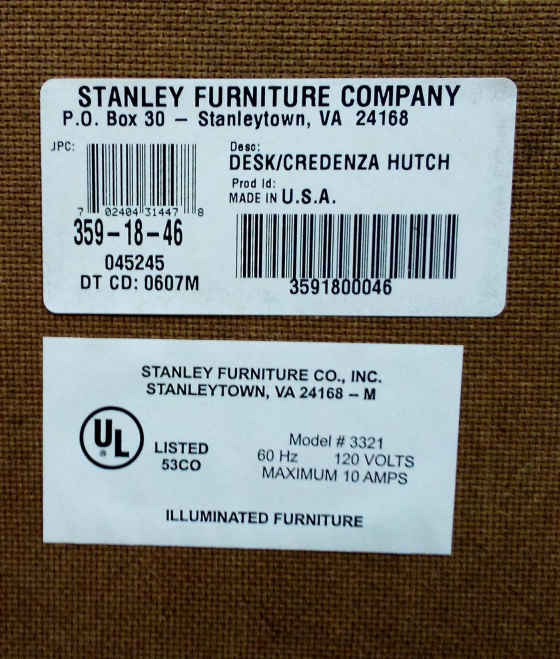 STANLEY FURNITURE COMPANY
P.O. Box 30 – Stanleytown, VA 24168
JPC:
7 02404 31447 8
359-18-46
045245
DT CD: 0607M
Desc:
DESK/CREDENZA HUTCH
Prod Id:
MADE IN U.S.A.
3591800046
STANLEY FURNITURE CO., INC.
STANLEYTOWN, VA 24168 – M
UL
®
LISTED
53CO
Model # 3321
60 Hz 120 VOLTS
MAXIMUM 10 AMPS
ILLUMINATED FURNITURE